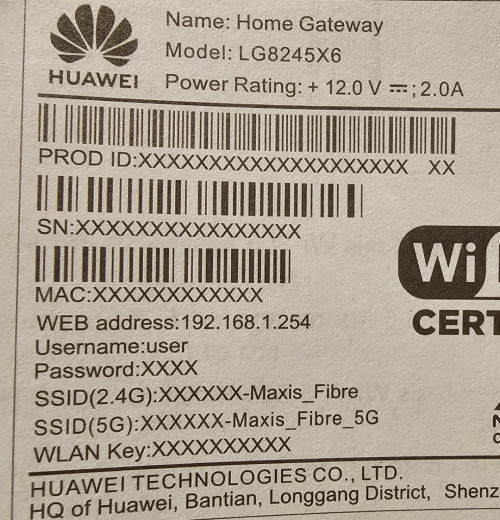 HUAWEI
Name: Home Gateway
Model: LG8245X6
Power Rating: + 12.0 V ⎓; 2.0A
PROD ID:XXXXXXXXXXXXXXXXXXXX XX
SN:XXXXXXXXXXXXXXXX
MAC:XXXXXXXXXXXX
WEB address:192.168.1.254
Username:user
Password:XXXX
SSID(2.4G):XXXXXX-Maxis_Fibre
SSID(5G):XXXXXX-Maxis_Fibre_5G
WLAN Key:XXXXXXXXXX
Wi
CERT
HUAWEI TECHNOLOGIES CO., LTD.
HQ of Huawei, Bantian, Longgang District, Shenz